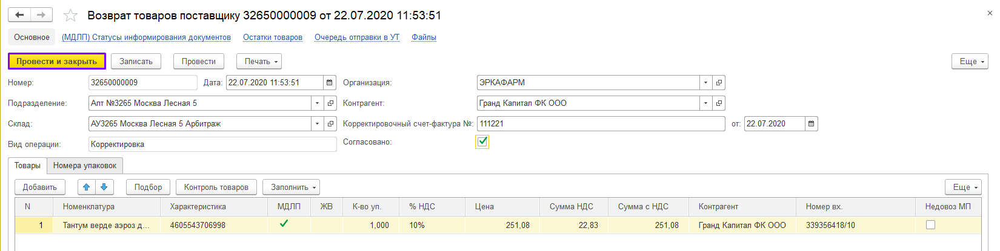 Возврат товаров поставщику 32650000009 от 22.07.2020 11:53:51
Основное (МДЛП) Статусы информирования документов Остатки товаров Очередь отправки в УТ Файлы
Провести и закрыть Записать Провести Печать Еще
Номер: 32650000009 Дата: 22.07.2020 11:53:51 Организация: ЭРКАФАРМ
Подразделение: Апт №3265 Москва Лесная 5 Контрагент: Гранд Капитал ФК ООО
Склад: АУ3265 Москва Лесная 5 Арбитраж Корректировочный счет-фактура №: 111221 от: 22.07.2020
Вид операции: Корректировка Согласовано:
Товары Номера упаковок
Добавить Подбор Контроль товаров Заполнить Еще
N Номенклатура Характеристика МДЛП ЖВ К-во уп. % НДС Цена Сумма НДС Сумма с НДС Контрагент Номер вх. Недовоз МП
1 Тантум верде аэроз д... 4605543706998 1,000 10% 251,08 22,83 251,08 Гранд Капитал ФК ООО 339356418/10